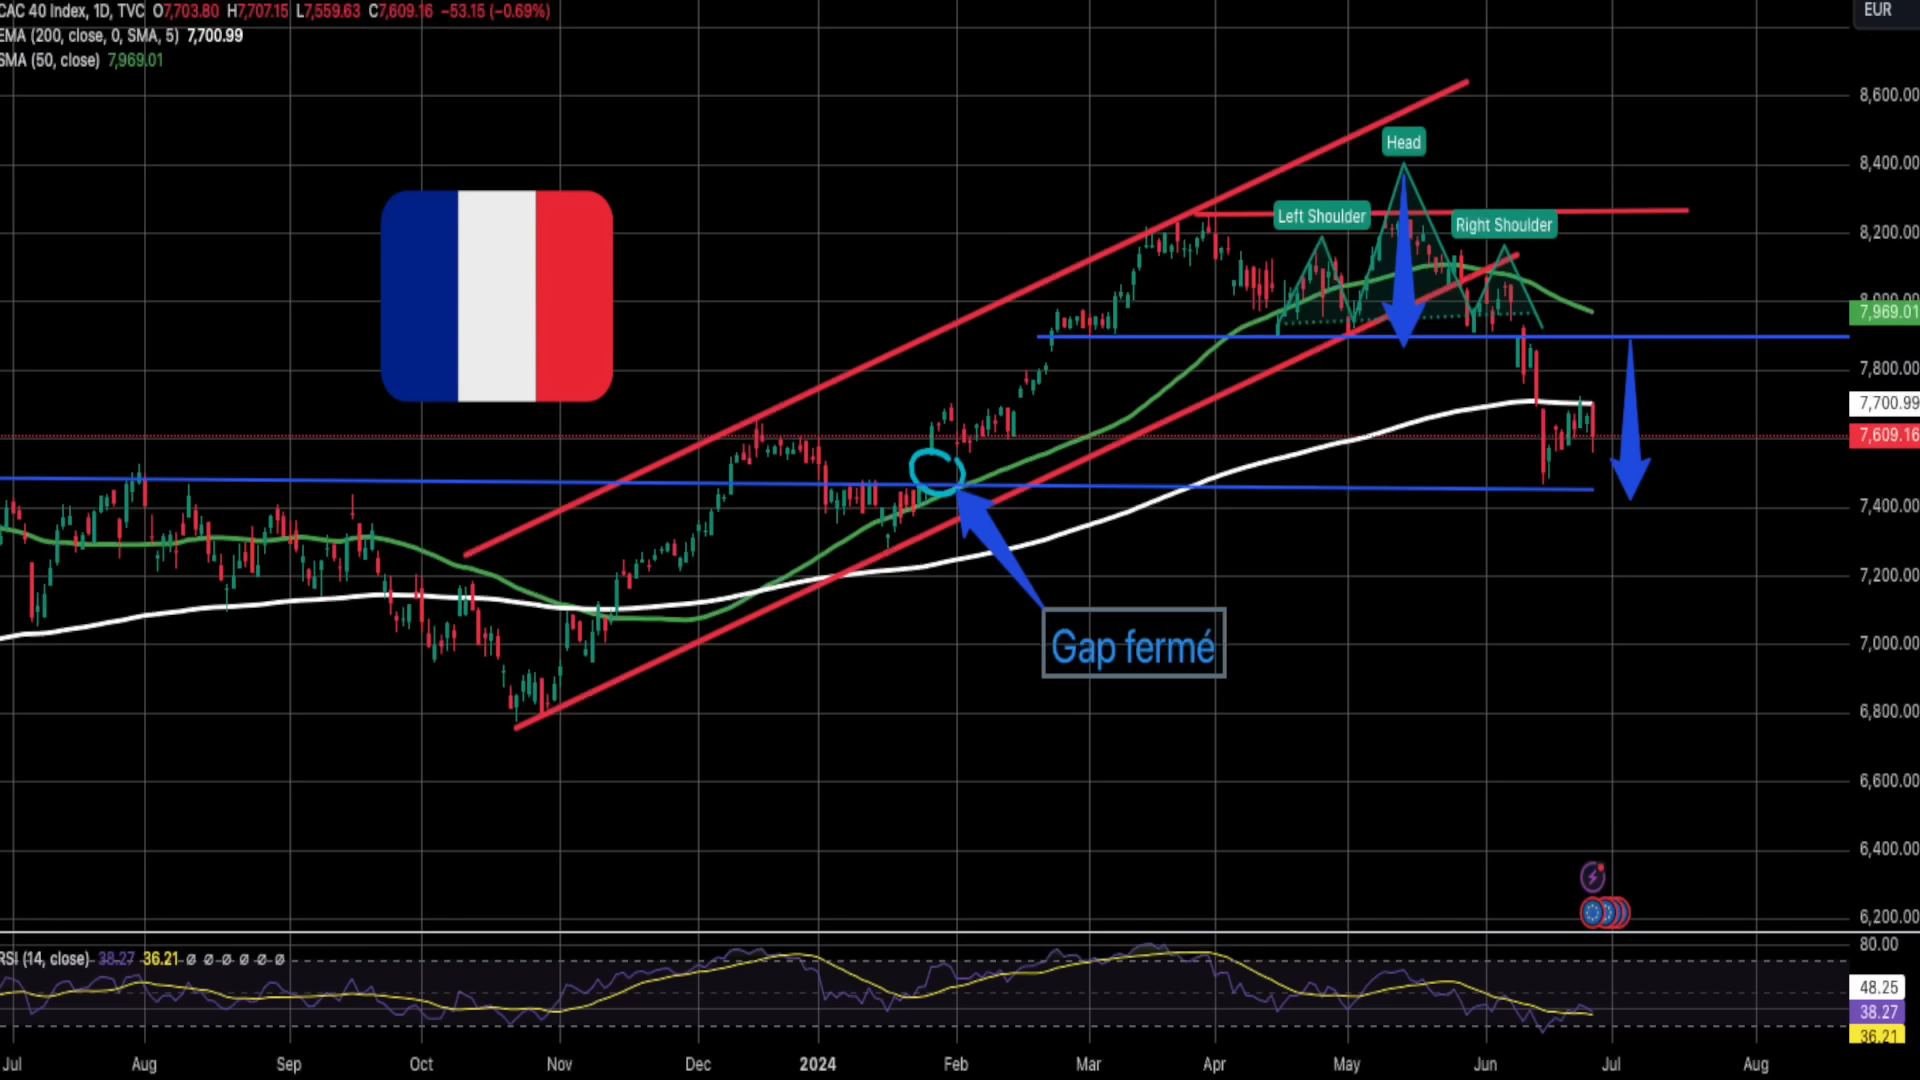 CAC 40 Index, 1D, TVC O7,703.80 H7,707.15 L7,559.63 C7,609.16 −53.15 (−0.69%)
EMA (200, close, 0, SMA, 5) 7,700.99
SMA (50, close) 7,969.01
EUR
8,600.00
8,400.00
8,200.00
8,000.00
7,969.01
7,800.00
7,700.99
7,609.16
7,400.00
7,200.00
7,000.00
6,800.00
6,600.00
6,400.00
6,200.00
Head
Left Shoulder
Right Shoulder
Gap fermé
RSI (14, close) 38.27 36.21 ø ø ø ø ø ø
80.00
48.25
38.27
36.21
Jul Aug Sep Oct Nov Dec 2024 Feb Mar Apr May Jun Jul Aug